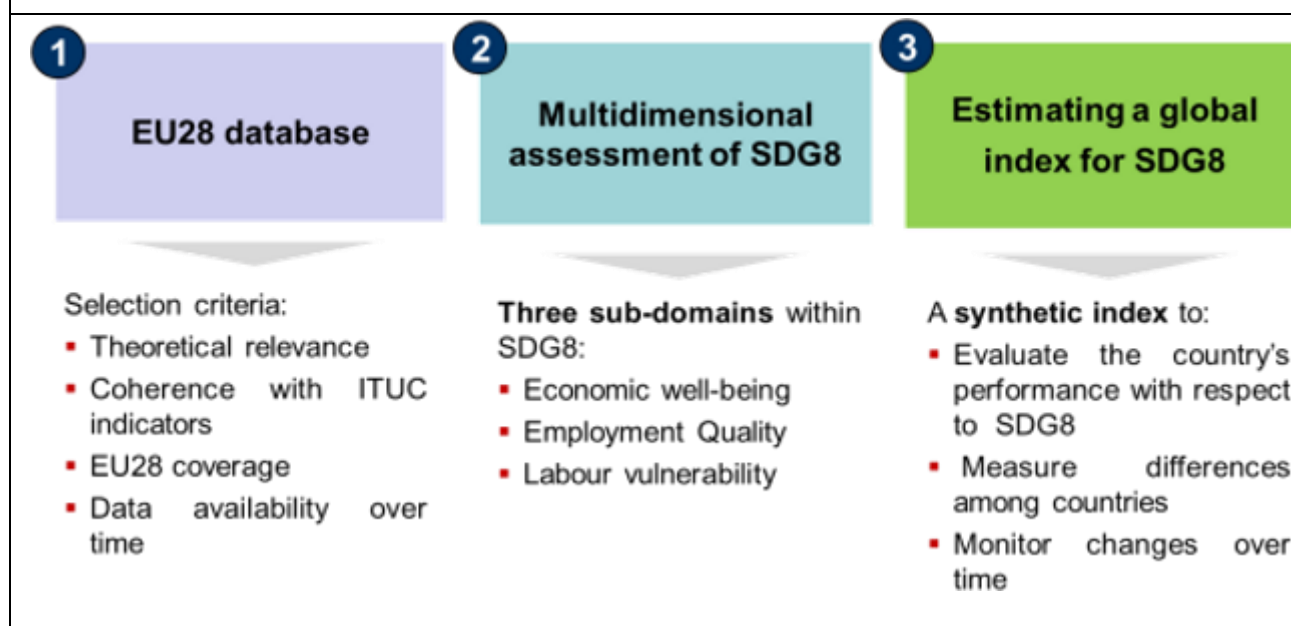 1
EU28 database
Selection criteria:
▪ Theoretical relevance
▪ Coherence with ITUC
indicators
▪ EU28 coverage
▪ Data availability over
time
2
Multidimensional
assessment of SDG8
Three sub-domains within
SDG8:
▪ Economic well-being
▪ Employment Quality
▪ Labour vulnerability
3
Estimating a global
index for SDG8
A synthetic index to:
▪ Evaluate the country's
performance with respect
to SDG8
▪ Measure differences
among countries
▪ Monitor changes over
time